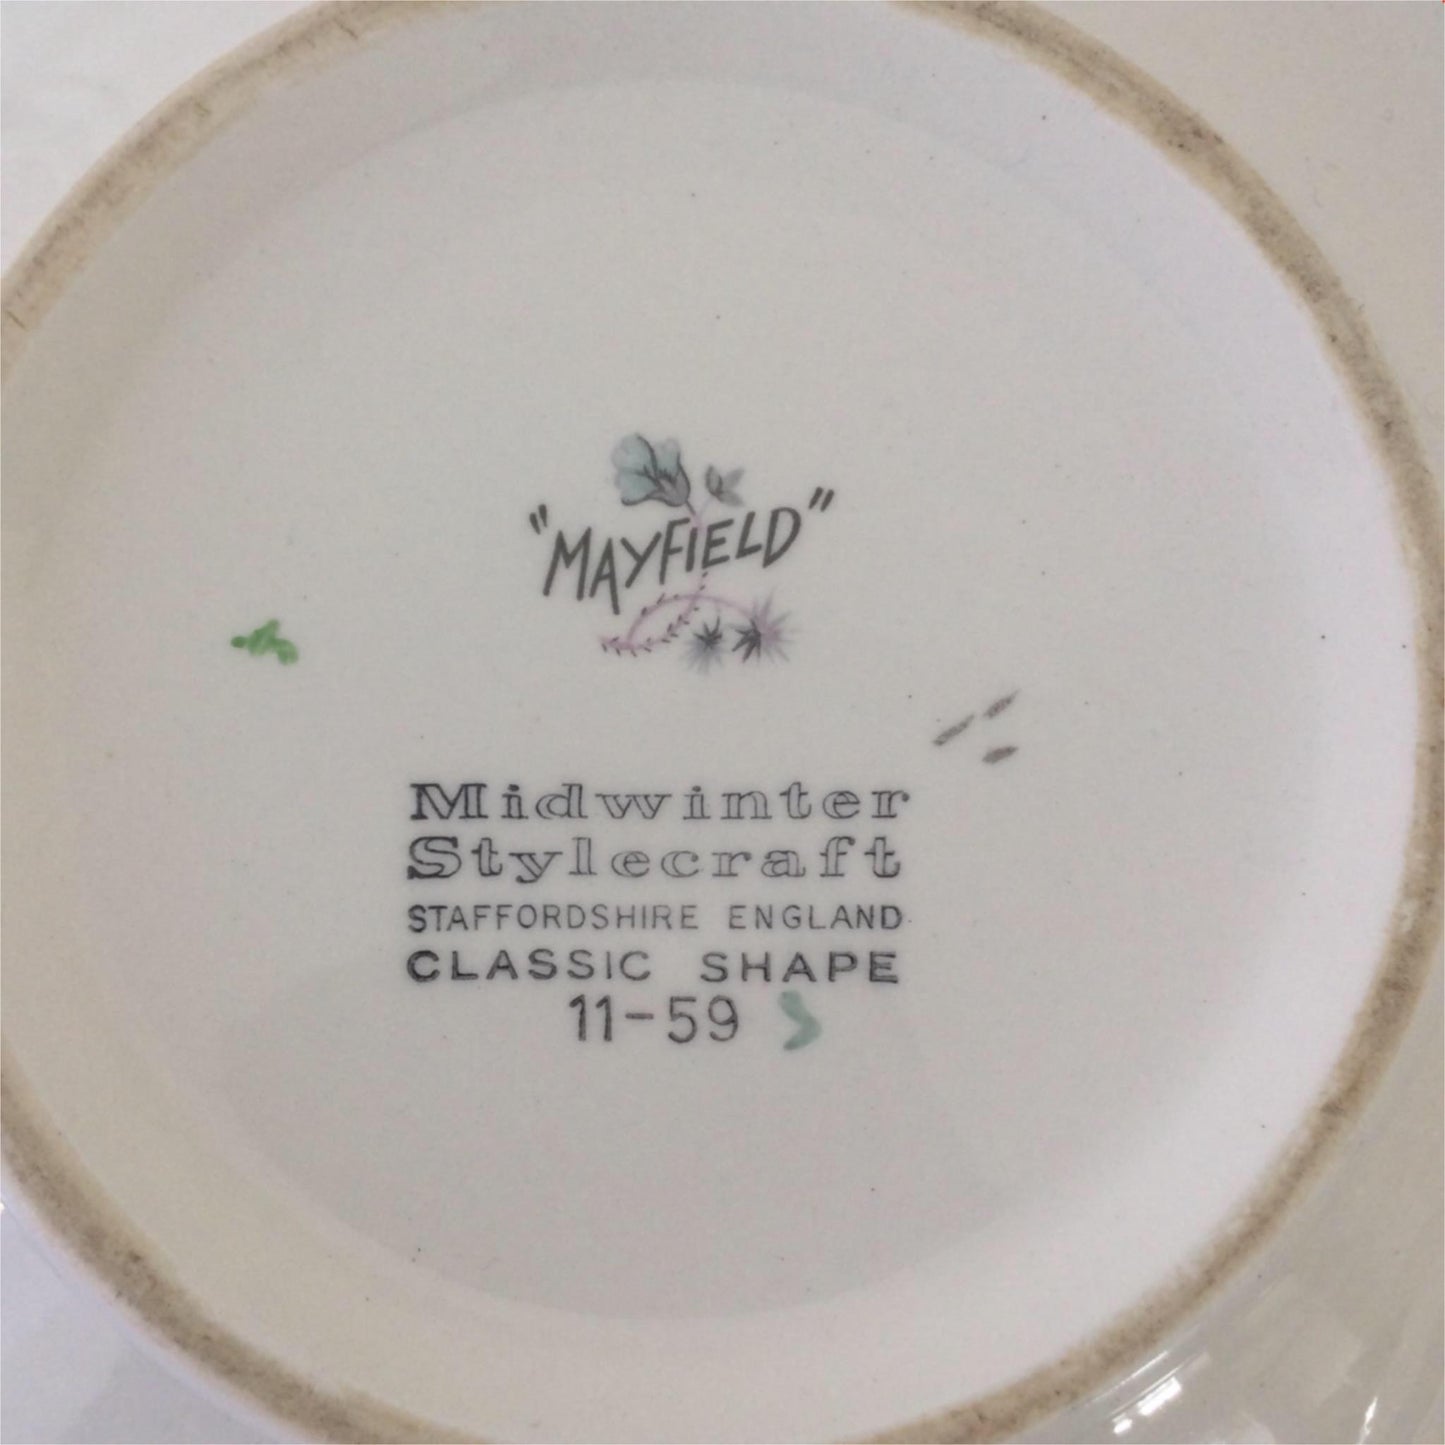 "MAYFIELD"
Midwinter
Stylecraft
STAFFORDSHIRE ENGLAND
CLASSIC SHAPE
11-59